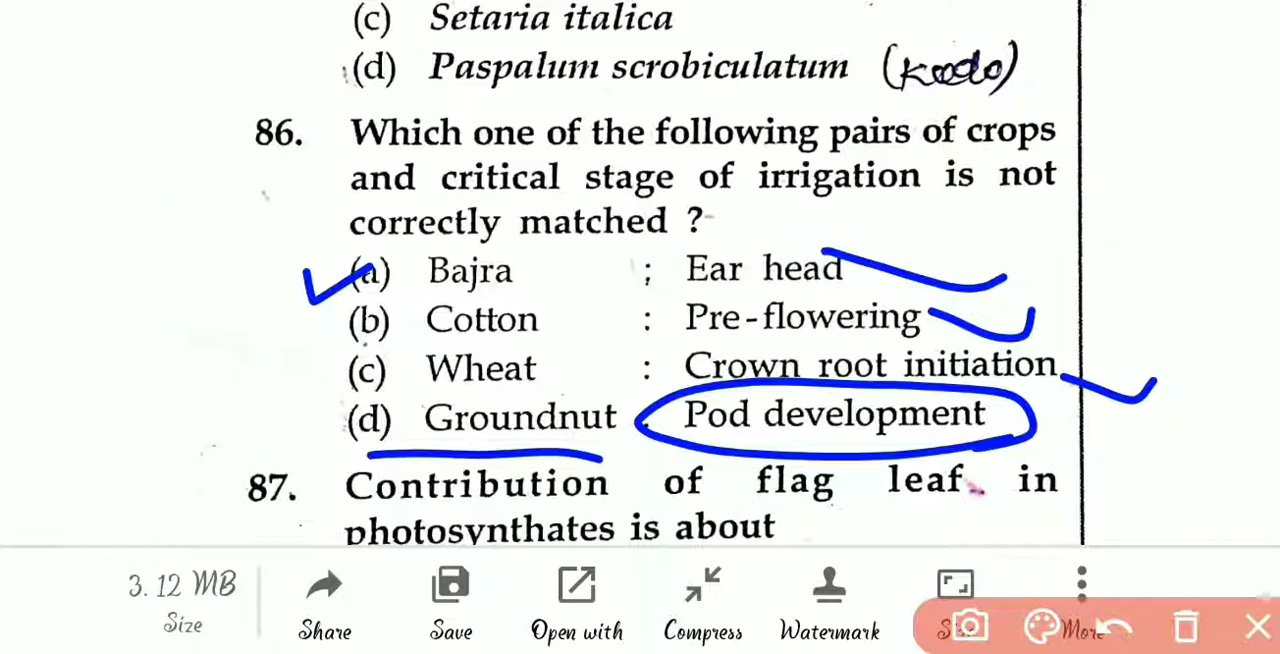 (c) Setaria italica
(d) Paspalum scrobiculatum (Kodo)
86. Which one of the following pairs of crops
and critical stage of irrigation is not
correctly matched ?
(a) Bajra ; Ear head
(b) Cotton : Pre-flowering
(c) Wheat : Crown root initiation
(d) Groundnut Pod development
87. Contribution of flag leaf in
photosynthates is about
3.12 MB
Size
Share Save Open with Compress Watermark More